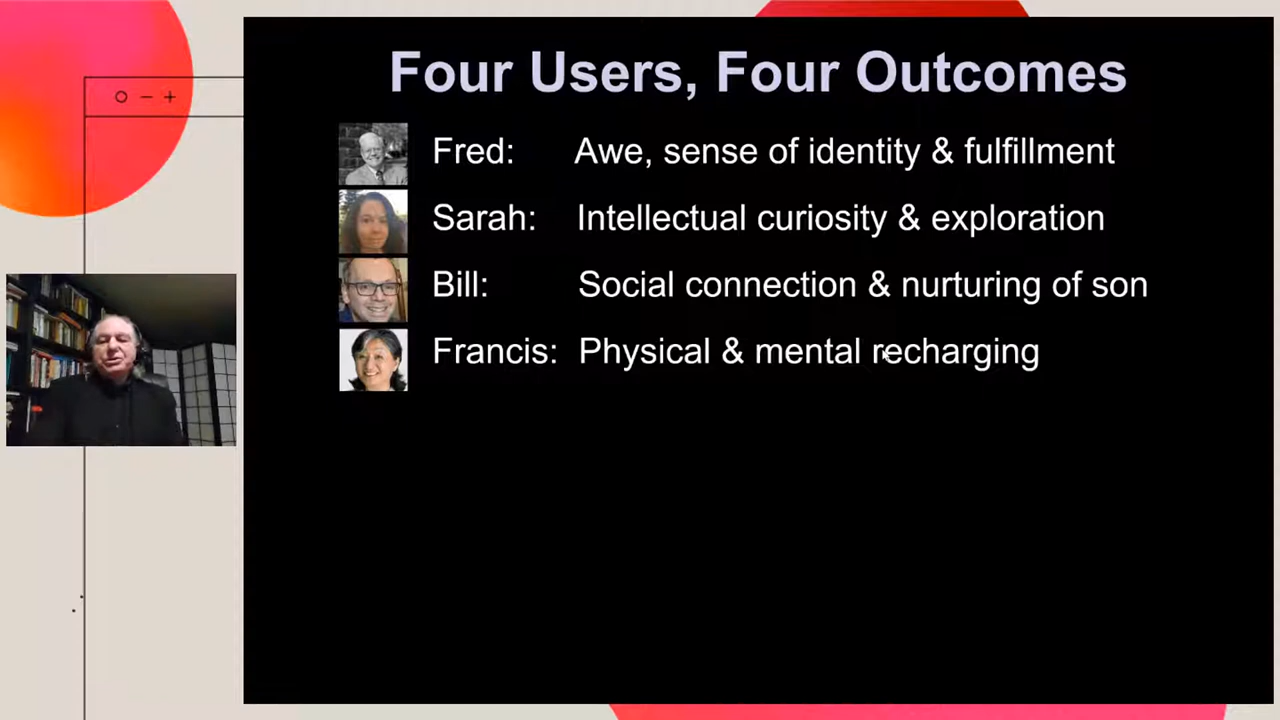 Four Users, Four Outcomes
Fred: Awe, sense of identity & fulfillment
Sarah: Intellectual curiosity & exploration
Bill: Social connection & nurturing of son
Francis: Physical & mental recharging